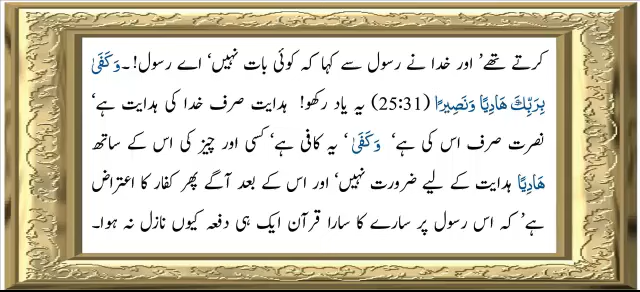 کرتے تھے’ اور خدا نے رسول سے کہا کہ کوئی بات نہیں‘ اے رسول!۔ وَکَفَىٰ
بِرَبِّكَ هَادِيًا وَنَصِيرًا (25:31) یہ یاد رکھو! ہدایت صرف خدا کی ہدایت ہے‘
نصرت صرف اس کی ہے‘ وَکَفَىٰ ‘ یہ کافی ہے‘ کسی اور چیز کی اس کے ساتھ
هَادِيًا ہدایت کے لیے ضرورت نہیں‘ اور اس کے بعد آگے پھر کفار کا اعتراض
ہے’ کہ اس رسول پر سارے کا سارا قرآن ایک ہی دفعہ کیوں نازل نہ ہوا۔